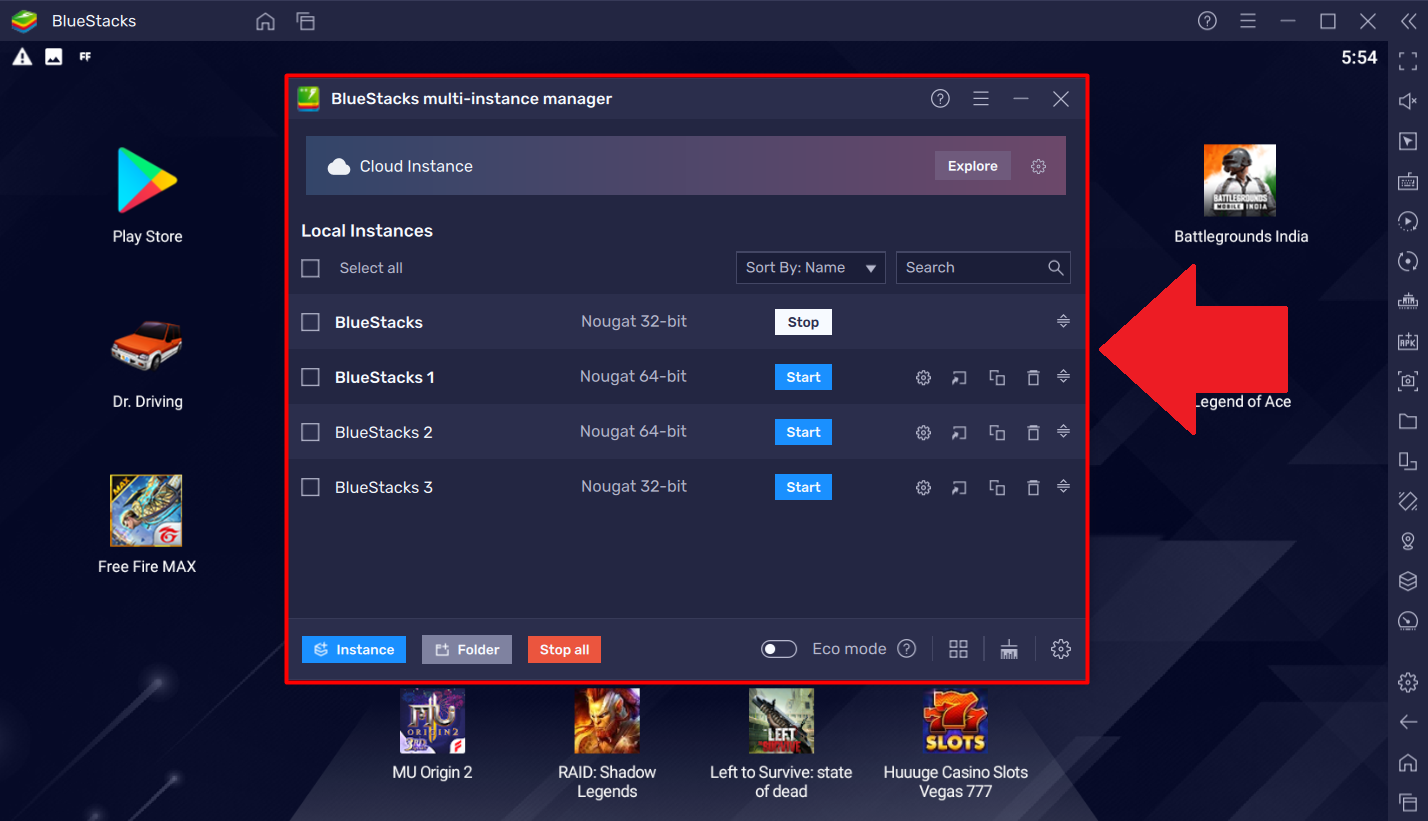 BlueStacks
FF
5:54
BlueStacks multi-instance manager
Cloud Instance
Explore
Local Instances
Select all
Sort By: Name
Search
BlueStacks
Nougat 32-bit
Stop
BlueStacks 1
Nougat 64-bit
Start
BlueStacks 2
Nougat 64-bit
Start
BlueStacks 3
Nougat 32-bit
Start
Instance
Folder
Stop all
Eco mode
Play Store
Dr. Driving
MAX
Free Fire MAX
BATTLEGROUNDS
MOBILE INDIA
Battlegrounds India
Legend of Ace
APK
MU
ORIGIN2
MU Origin 2
RAID: Shadow
Legends
LEFT
SURVIVE
Left to Survive: state
of dead
777
SLOTS
Huuuge Casino Slots
Vegas 777